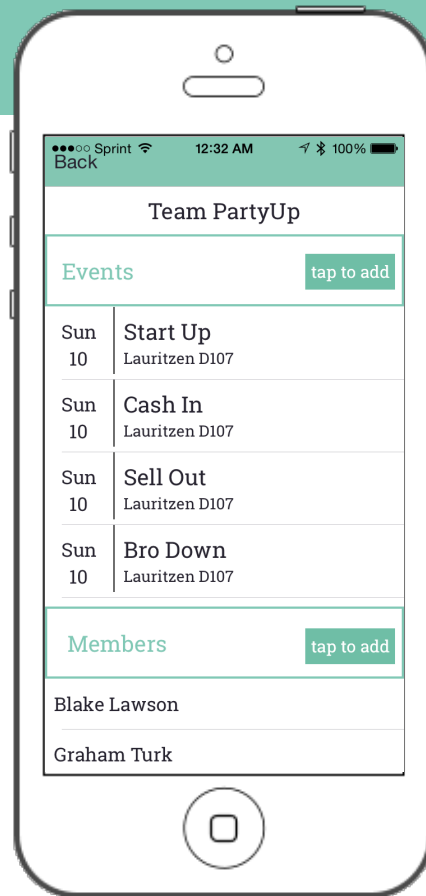 Sprint 12:32 AM 100%
Back
Team PartyUp
Events tap to add
Sun Start Up
10 Lauritzen D107
Sun Cash In
10 Lauritzen D107
Sun Sell Out
10 Lauritzen D107
Sun Bro Down
10 Lauritzen D107
Members tap to add
Blake Lawson
Graham Turk